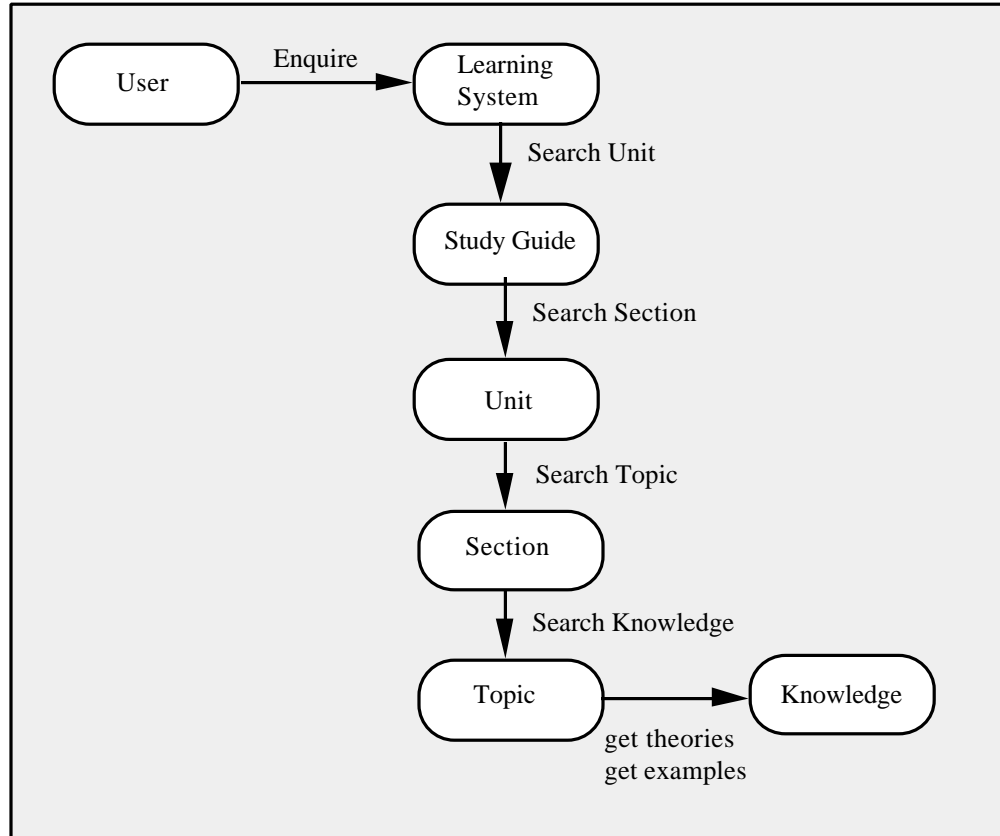 User
Enquire
Learning
System
Search Unit
Study Guide
Search Section
Unit
Search Topic
Section
Search Knowledge
Topic
Knowledge
get theories
get examples